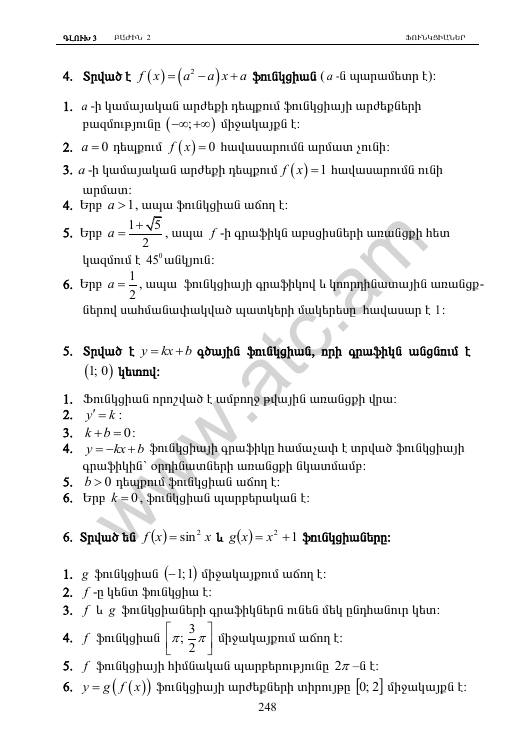 ԳԼՈՒԽ 3 ԲԱԺԻՆ 2 ՖՈՒՆԿՑԻԱՆԵՐ
4. Տրված է f(x)=(a²−a)x+a ֆունկցիան (a-ն պարամետր է):
1. a-ի կամայական արժեքի դեպքում ֆունկցիայի արժեքների
բազմությունը (−∞;+∞) միջակայքն է:
2. a=0 դեպքում f(x)=0 հավասարումն արմատ չունի:
3. a-ի կամայական արժեքի դեպքում f(x)=1 հավասարումն ունի
արմատ:
4. Երբ a>1, ապա ֆունկցիան աճող է:
5. Երբ a=(1+√5)/2, ապա f-ի գրաֆիկն աբսցիսների առանցքի հետ
կազմում է 45⁰ անկյուն:
6. Երբ a=1/2, ապա ֆունկցիայի գրաֆիկով և կոորդինատային առանցք-
ներով սահմանափակված պատկերի մակերեսը հավասար է 1:
5. Տրված է y=kx+b գծային ֆունկցիան, որի գրաֆիկն անցնում է
(1; 0) կետով:
1. Ֆունկցիան որոշված է ամբողջ թվային առանցքի վրա:
2. y′=k:
3. k+b=0:
4. y=−kx+b ֆունկցիայի գրաֆիկը համաչափ է տրված ֆունկցիայի
գրաֆիկին՝ օրդինատների առանցքի նկատմամբ:
5. b>0 դեպքում ֆունկցիան աճող է:
6. Երբ k=0, ֆունկցիան պարբերական է:
6. Տրված են f(x)=sin² x և g(x)=x²+1 ֆունկցիաները:
1. g ֆունկցիան (−1;1) միջակայքում աճող է:
2. f-ը կենտ ֆունկցիա է:
3. f և g ֆունկցիաների գրաֆիկներն ունեն մեկ ընդհանուր կետ:
4. f ֆունկցիան [π; 3/2 π] միջակայքում աճող է:
5. f ֆունկցիայի հիմնական պարբերությունը 2π–ն է:
6. y=g(f(x)) ֆունկցիայի արժեքների տիրույթը [0; 2] միջակայքն է:
248
www.atc.am